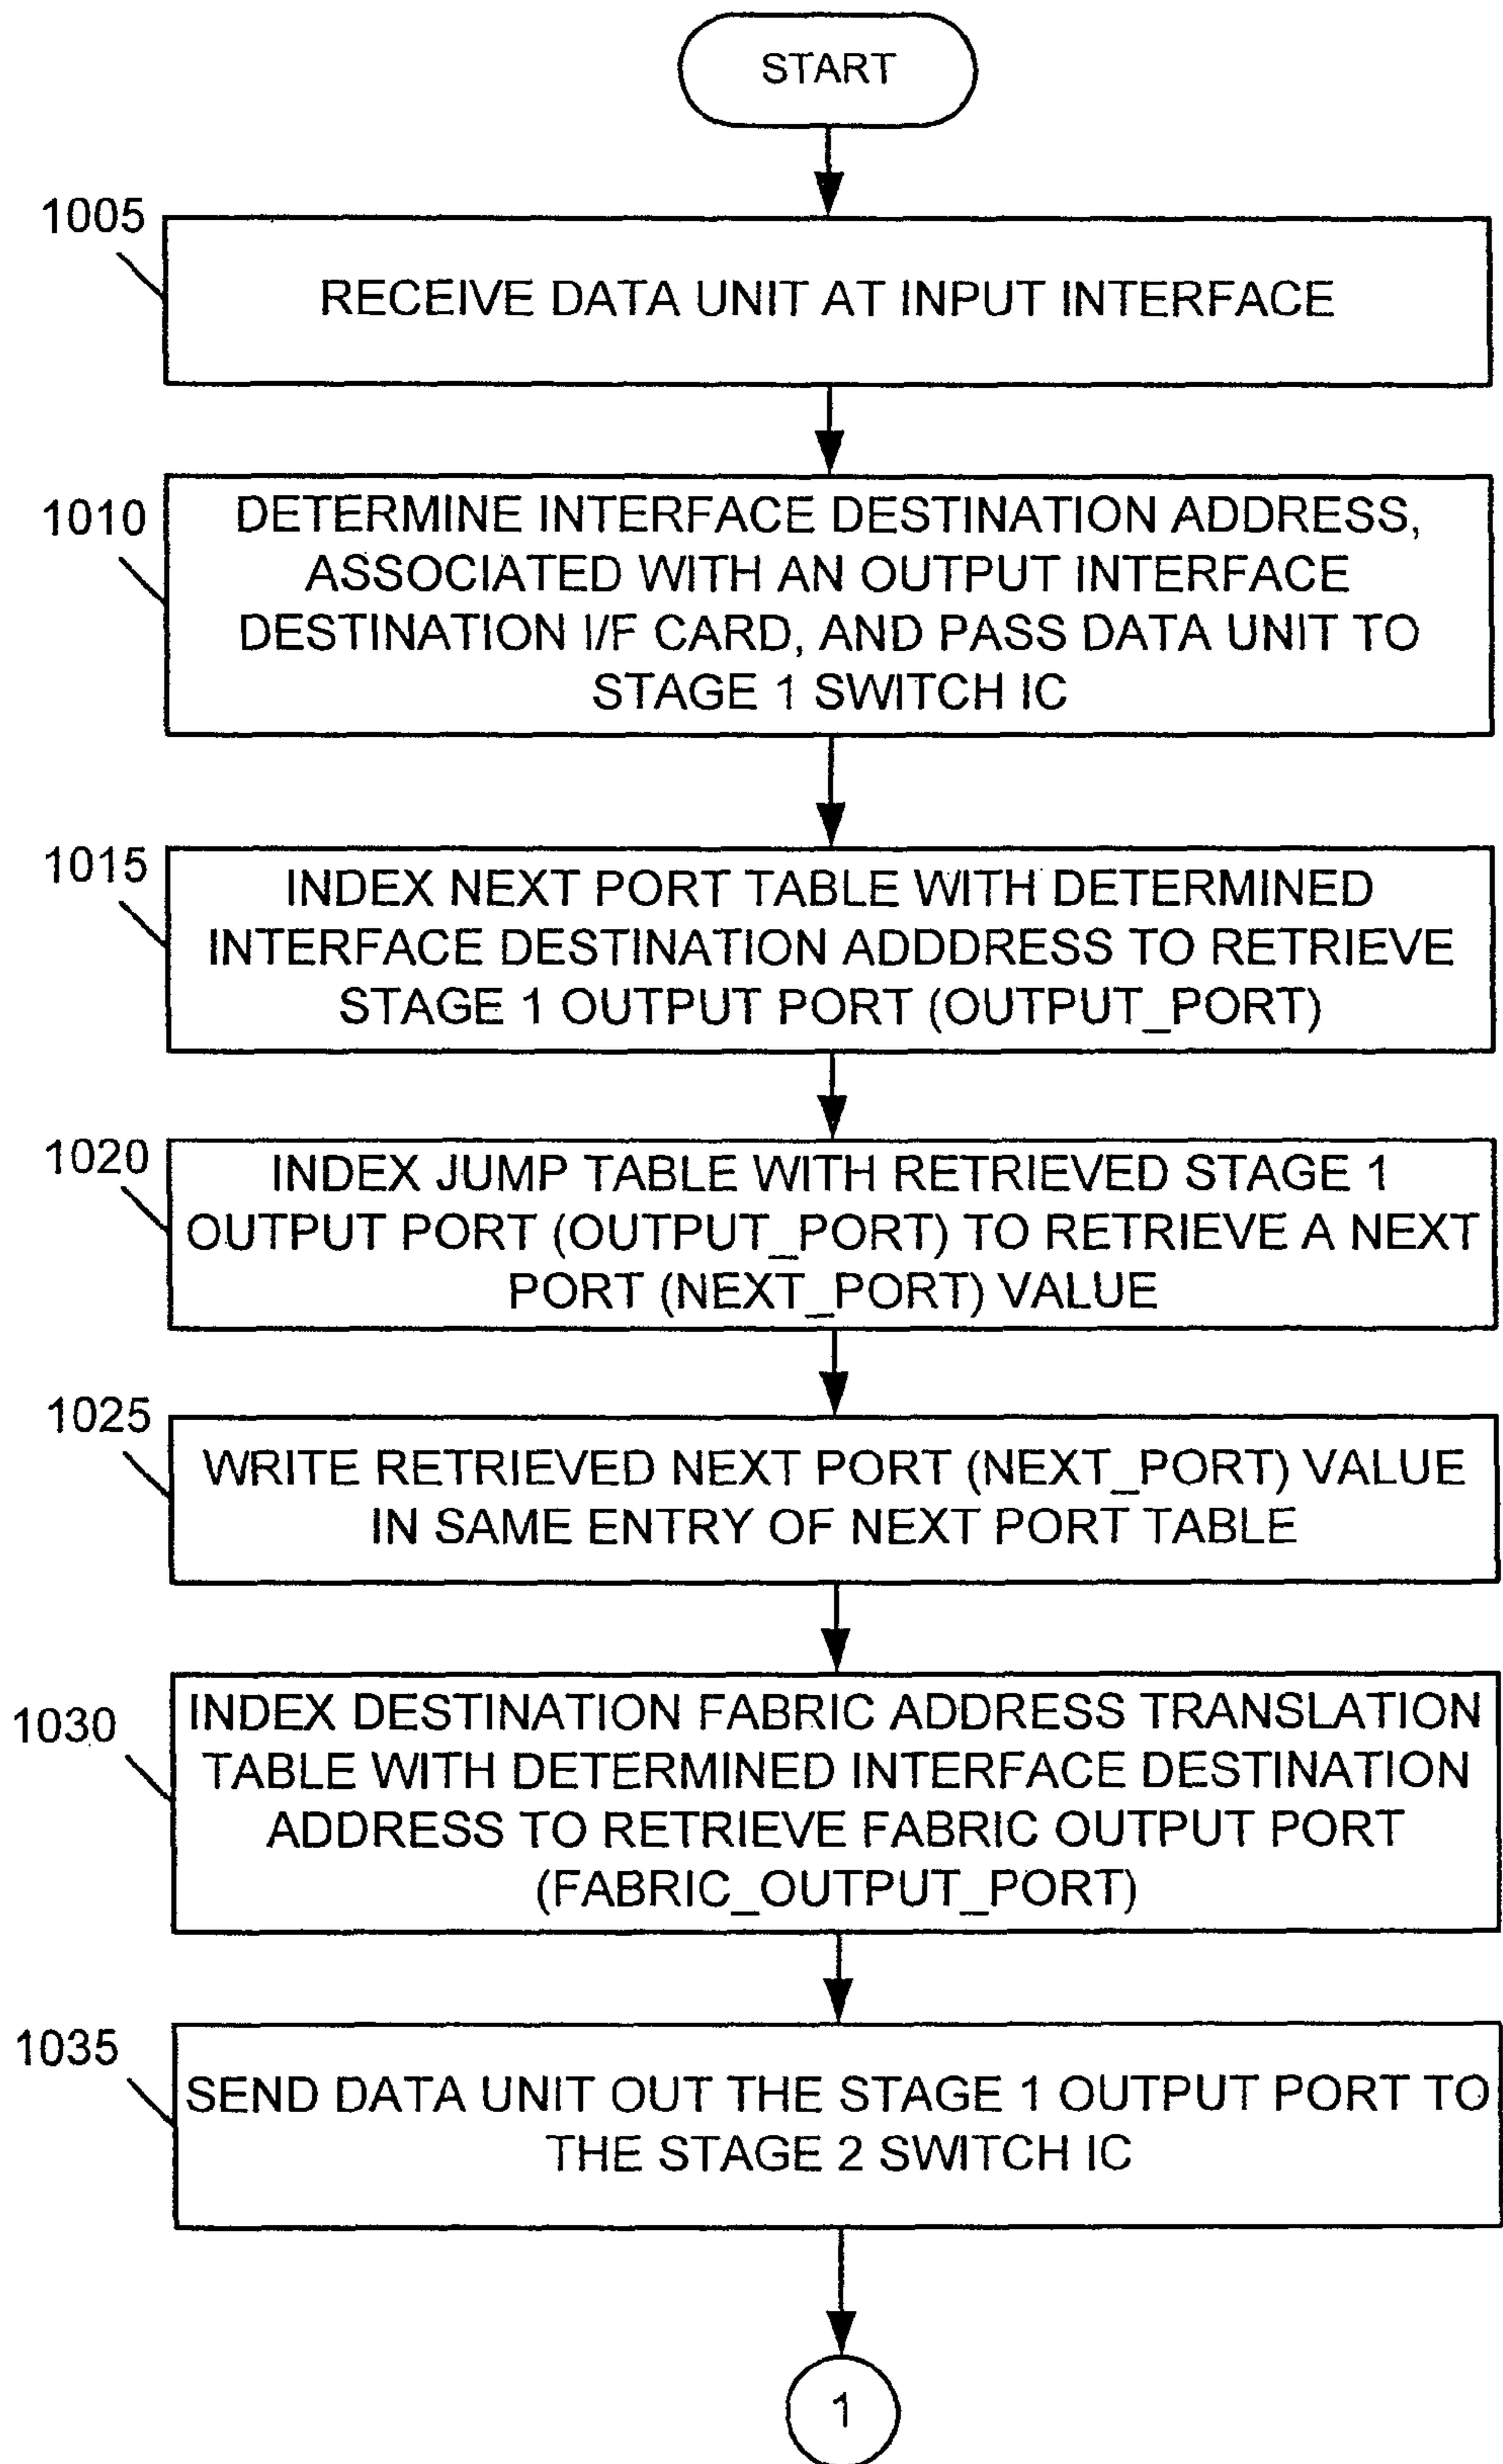 START
1005
RECEIVE DATA UNIT AT INPUT INTERFACE
1010
DETERMINE INTERFACE DESTINATION ADDRESS,
ASSOCIATED WITH AN OUTPUT INTERFACE
DESTINATION I/F CARD, AND PASS DATA UNIT TO
STAGE 1 SWITCH IC
1015
INDEX NEXT PORT TABLE WITH DETERMINED
INTERFACE DESTINATION ADDDRESS TO RETRIEVE
STAGE 1 OUTPUT PORT (OUTPUT_PORT)
1020
INDEX JUMP TABLE WITH RETRIEVED STAGE 1
OUTPUT PORT (OUTPUT_PORT) TO RETRIEVE A NEXT
PORT (NEXT_PORT) VALUE
1025
WRITE RETRIEVED NEXT PORT (NEXT_PORT) VALUE
IN SAME ENTRY OF NEXT PORT TABLE
1030
INDEX DESTINATION FABRIC ADDRESS TRANSLATION
TABLE WITH DETERMINED INTERFACE DESTINATION
ADDRESS TO RETRIEVE FABRIC OUTPUT PORT
(FABRIC_OUTPUT_PORT)
1035
SEND DATA UNIT OUT THE STAGE 1 OUTPUT PORT TO
THE STAGE 2 SWITCH IC
1